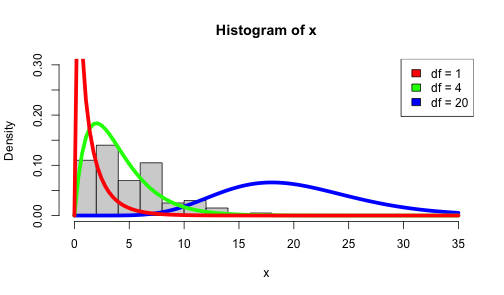 Histogram of x
Density
0.00 0.10 0.20 0.30
df = 1
df = 4
df = 20
0 5 10 15 20 25 30 35
x